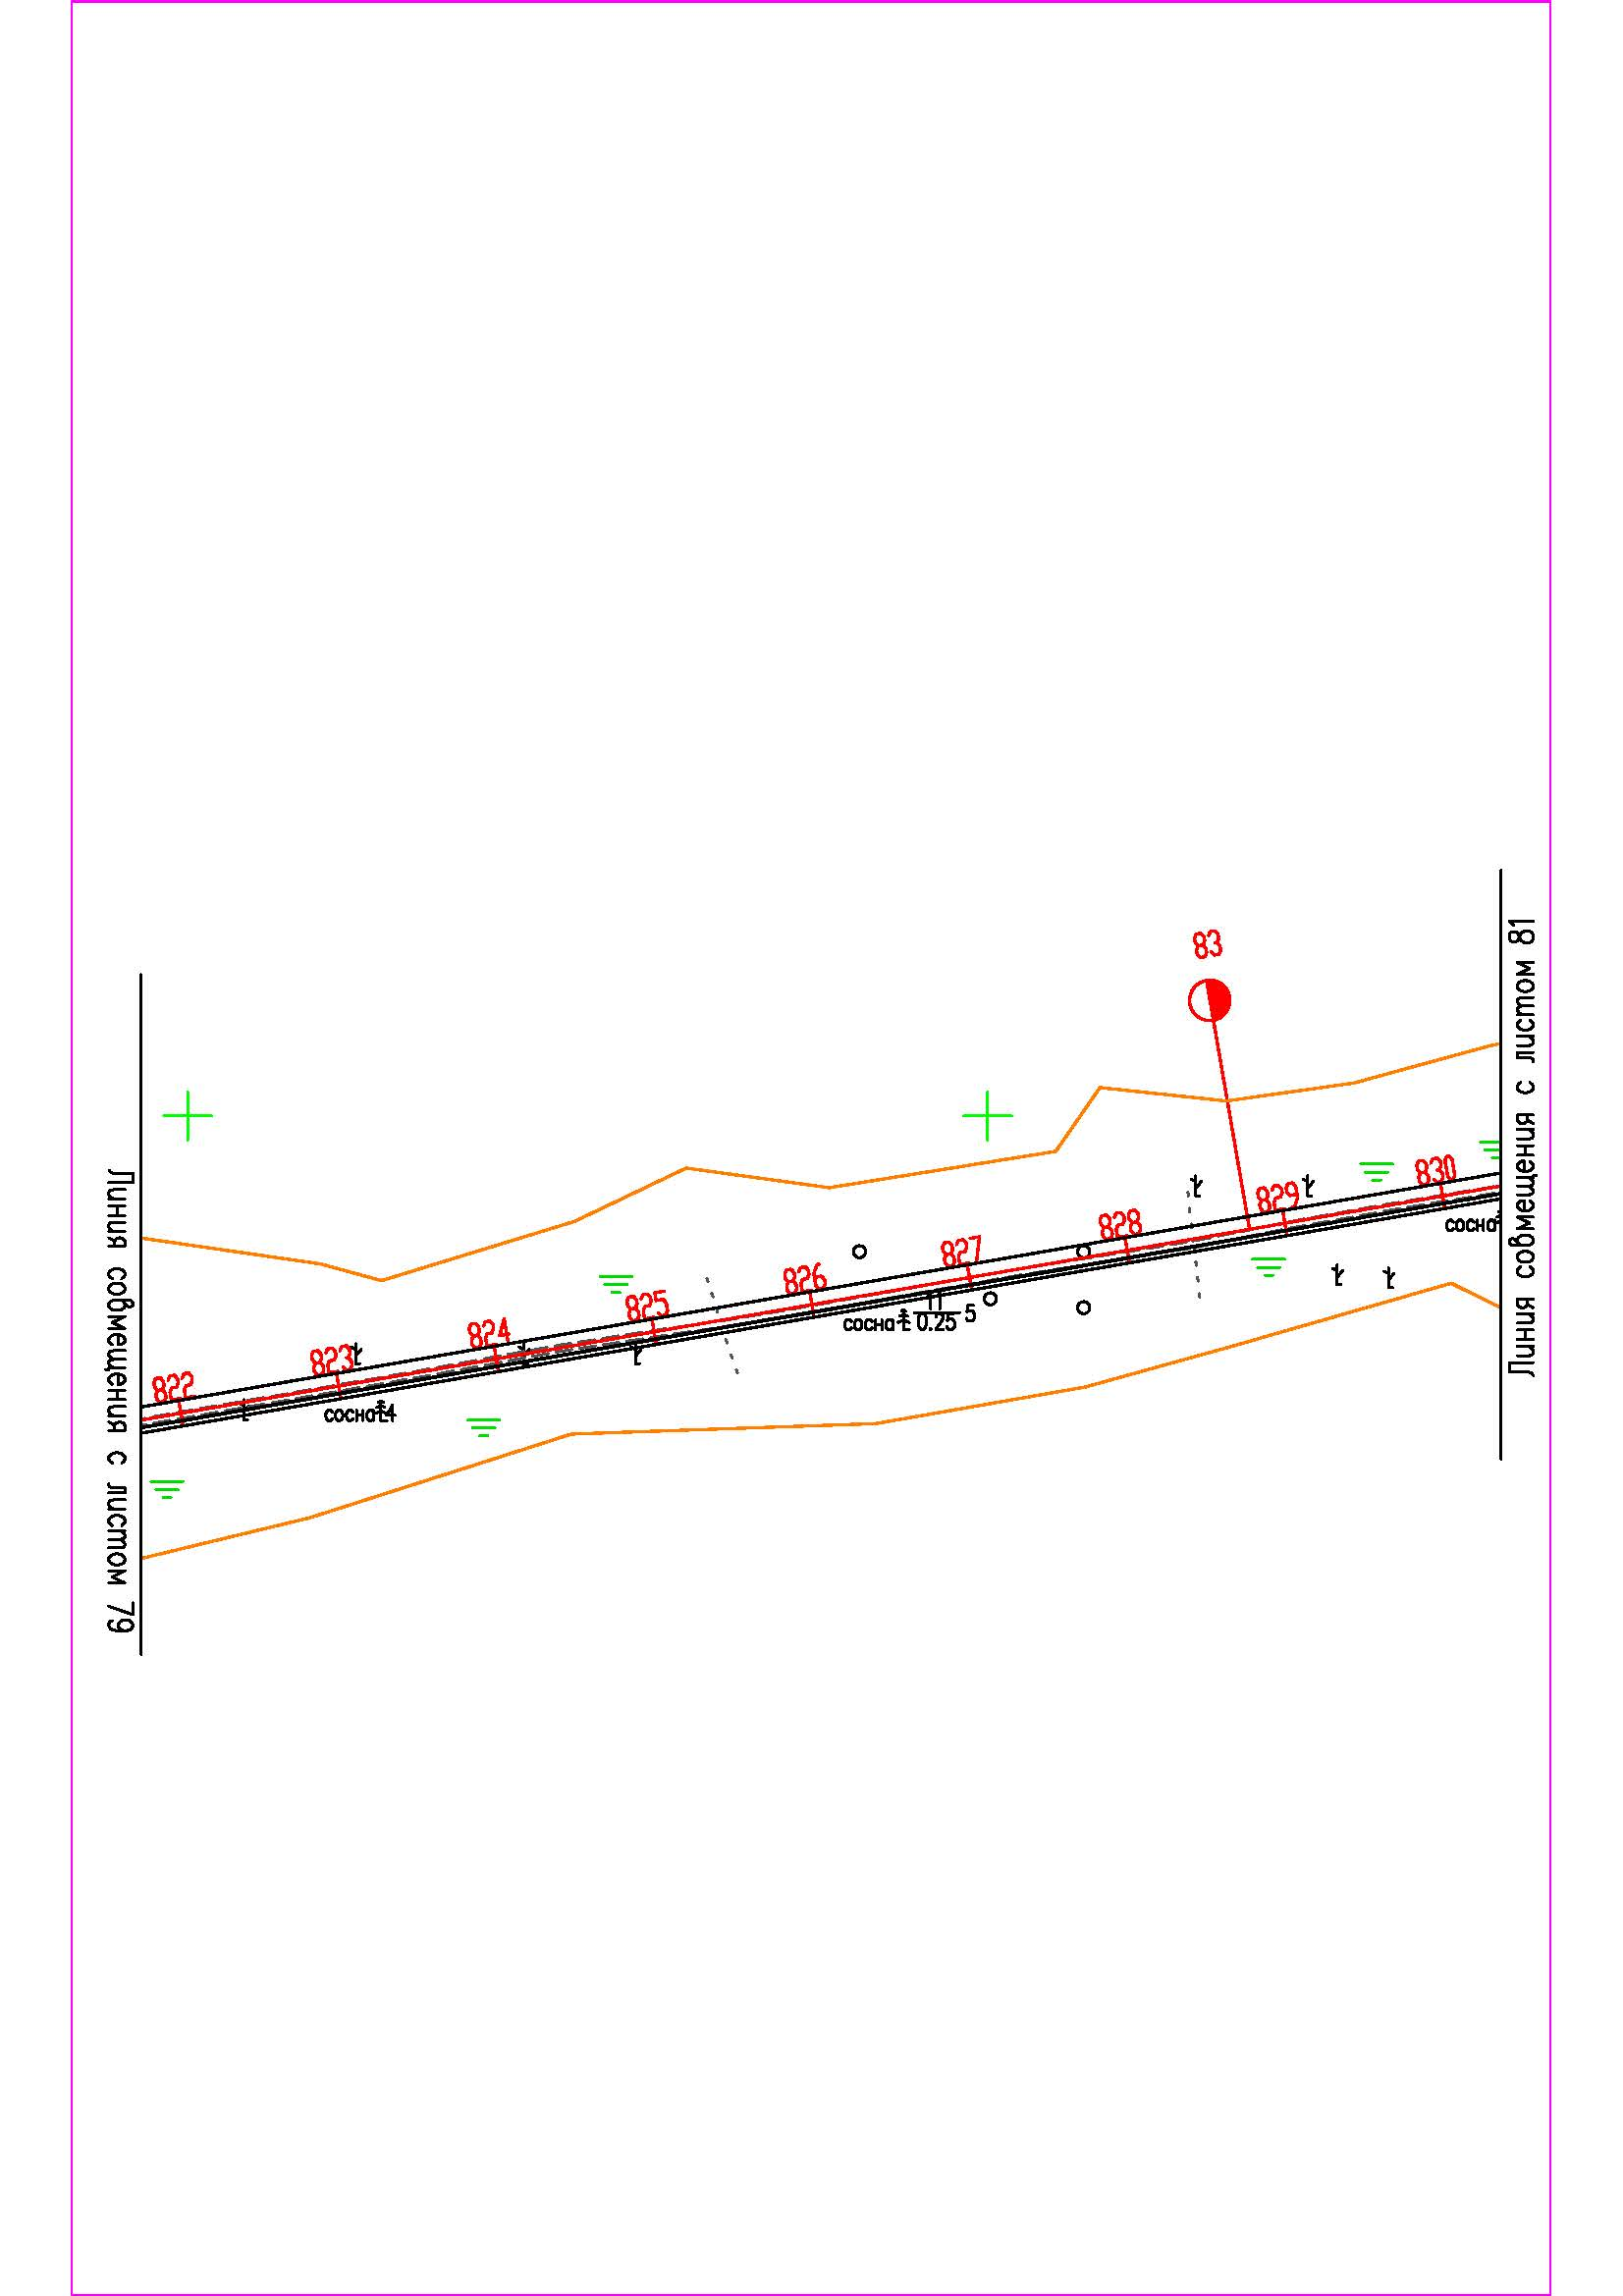 83
Линия совмещения с листом 81
Линия совмещения с листом 79
822
823
824
825
826
827
828
829
830
сосна 4
сосна 11 5
0.25
сосна